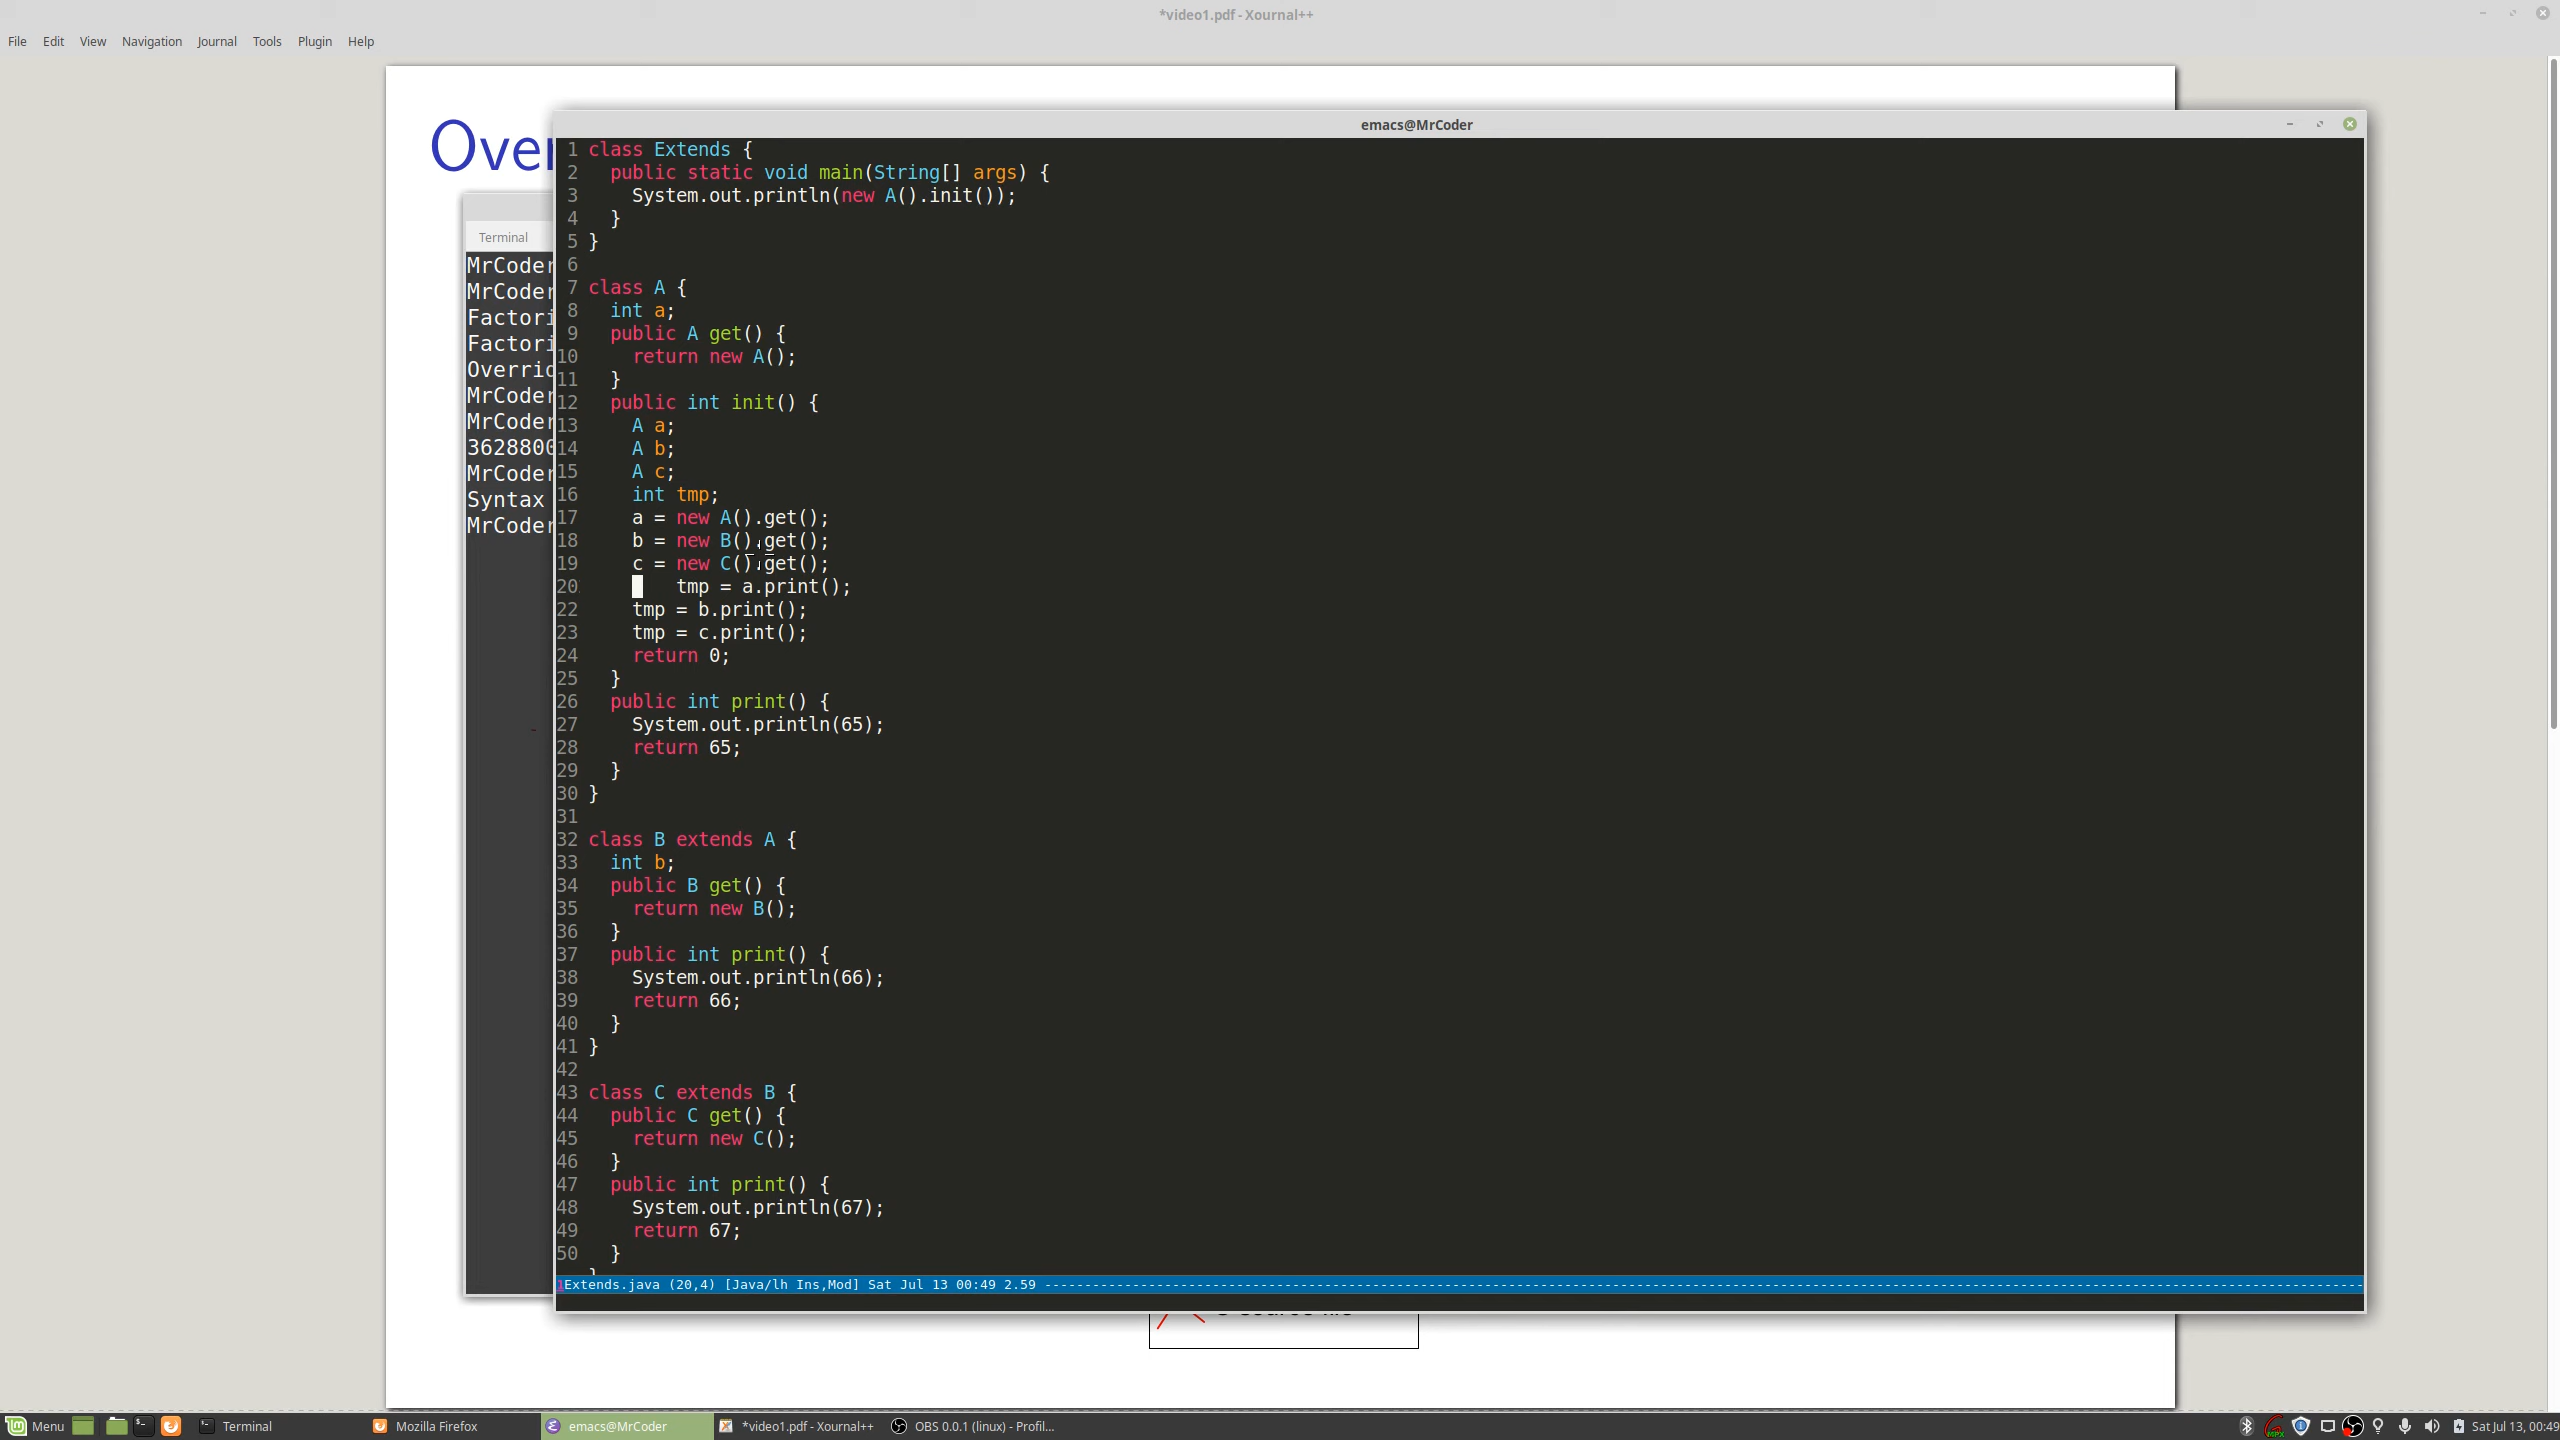 *video1.pdf - Xournal++
File Edit View Navigation Journal Tools Plugin Help
emacs@MrCoder
Terminal
MrCoder
MrCoder
Factori
Factori
MrCoder
MrCoder
3628800
MrCoder
Syntax
MrCoder
1 class Extends {
2   public static void main(String[] args) {
3     System.out.println(new A().init());
4   }
5 }
6
7 class A {
8   int a;
9   public A get() {
10     return new A();
11   }
12   public int init() {
13     A a;
14     A b;
15     A c;
16     int tmp;
17     a = new A().get();
18     b = new B().get();
19     c = new C().get();
20         tmp = a.print();
22     tmp = b.print();
23     tmp = c.print();
24     return 0;
25   }
26   public int print() {
27     System.out.println(65);
28     return 65;
29   }
30 }
31
32 class B extends A {
33   int b;
34   public B get() {
35     return new B();
36   }
37   public int print() {
38     System.out.println(66);
39     return 66;
40   }
41 }
42
43 class C extends B {
44   public C get() {
45     return new C();
46   }
47   public int print() {
48     System.out.println(67);
49     return 67;
50   }
Extends.java (20,4) [Java/lh Ins,Mod] Sat Jul 13 00:49 2.59
Menu Terminal Mozilla Firefox emacs@MrCoder *video1.pdf - Xournal++ OBS 0.0.1 (linux) - Profil... Sat Jul 13, 00:49